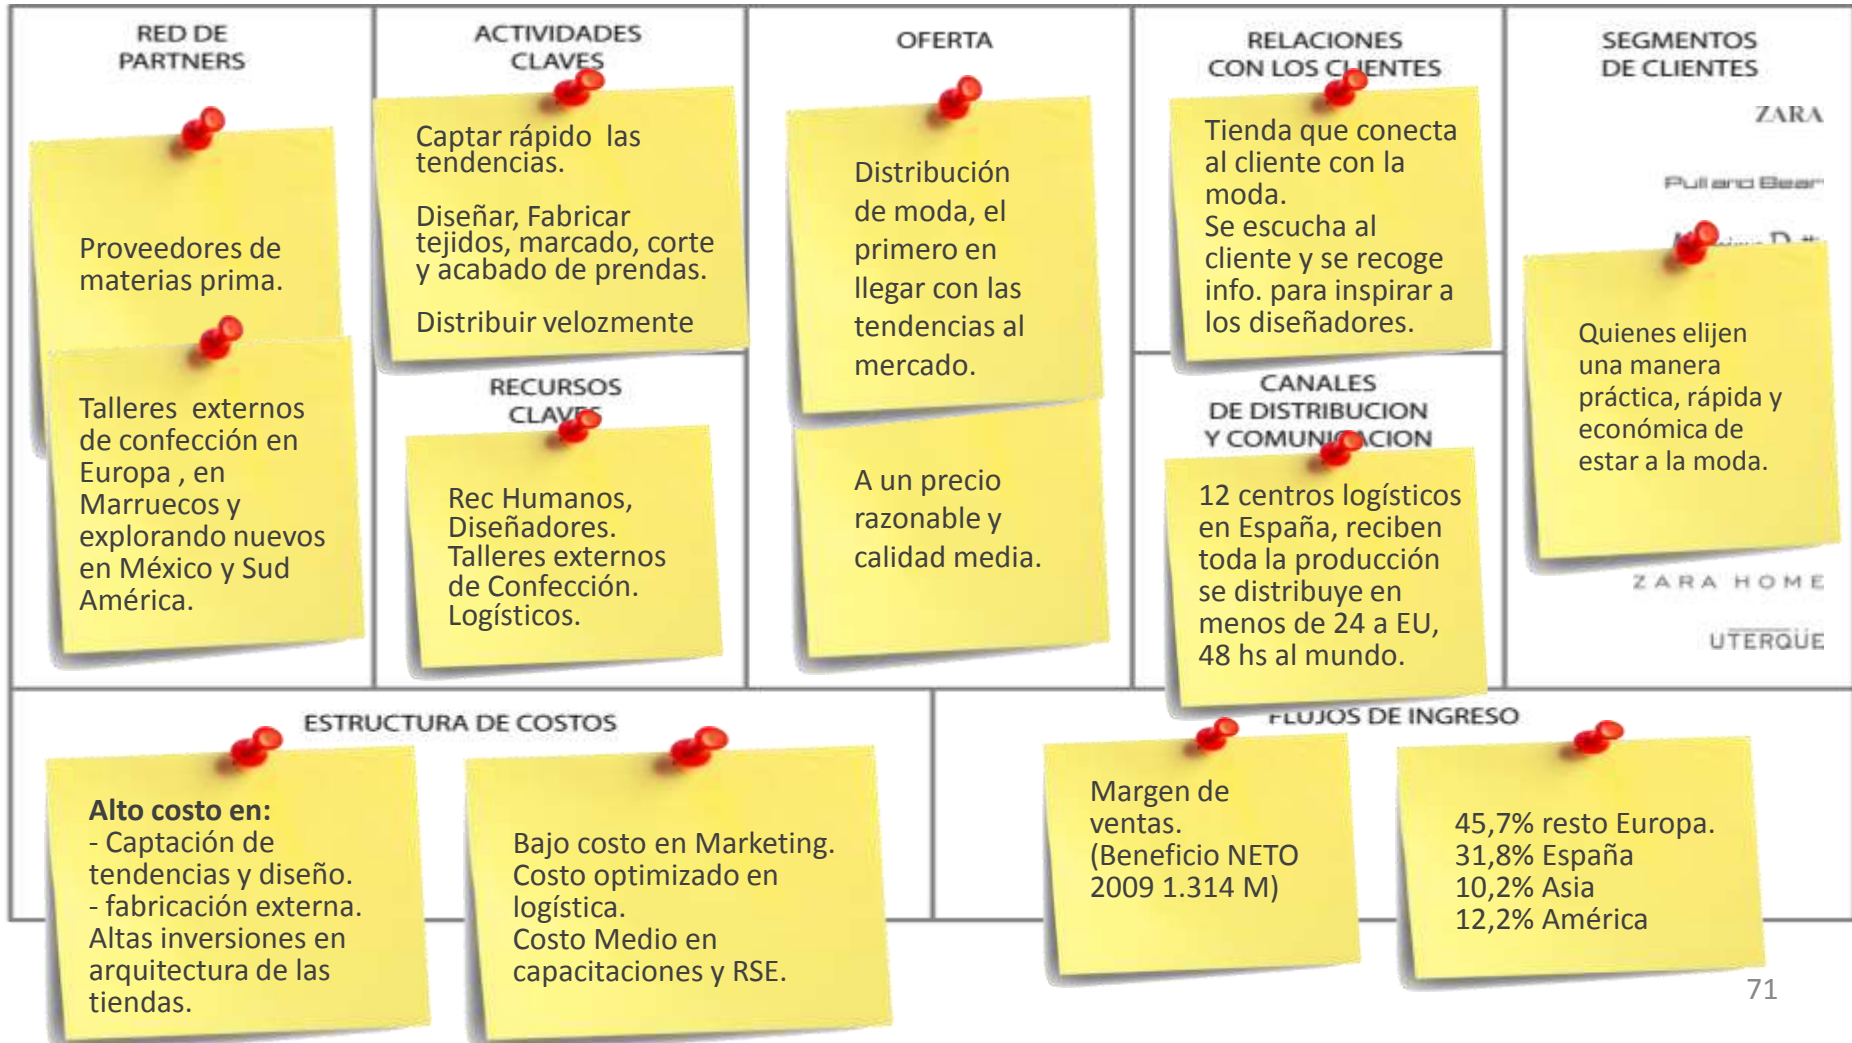 RED DE
PARTNERS
Proveedores de
materias prima.
Talleres externos
de confección en
Europa , en
Marruecos y
explorando nuevos
en México y Sud
América.
ACTIVIDADES
CLAVES
Captar rápido las
tendencias.
Diseñar, Fabricar
tejidos, marcado, corte
y acabado de prendas.
Distribuir velozmente
RECURSOS
CLAVES
Rec Humanos,
Diseñadores.
Talleres externos
de Confección.
Logísticos.
OFERTA
Distribución
de moda, el
primero en
llegar con las
tendencias al
mercado.
A un precio
razonable y
calidad media.
RELACIONES
CON LOS CLIENTES
Tienda que conecta
al cliente con la
moda.
Se escucha al
cliente y se recoge
info. para inspirar a
los diseñadores.
CANALES
DE DISTRIBUCION
Y COMUNICACION
12 centros logísticos
en España, reciben
toda la producción
se distribuye en
menos de 24 a EU,
48 hs al mundo.
SEGMENTOS
DE CLIENTES
ZARA
Pull and Bear
Quienes elijen
una manera
práctica, rápida y
económica de
estar a la moda.
ZARA HOME
UTERQÜE
ESTRUCTURA DE COSTOS
Alto costo en:
- Captación de
tendencias y diseño.
- fabricación externa.
Altas inversiones en
arquitectura de las
tiendas.
Bajo costo en Marketing.
Costo optimizado en
logística.
Costo Medio en
capacitaciones y RSE.
FLUJOS DE INGRESO
Margen de
ventas.
(Beneficio NETO
2009 1.314 M)
45,7% resto Europa.
31,8% España
10,2% Asia
12,2% América
71